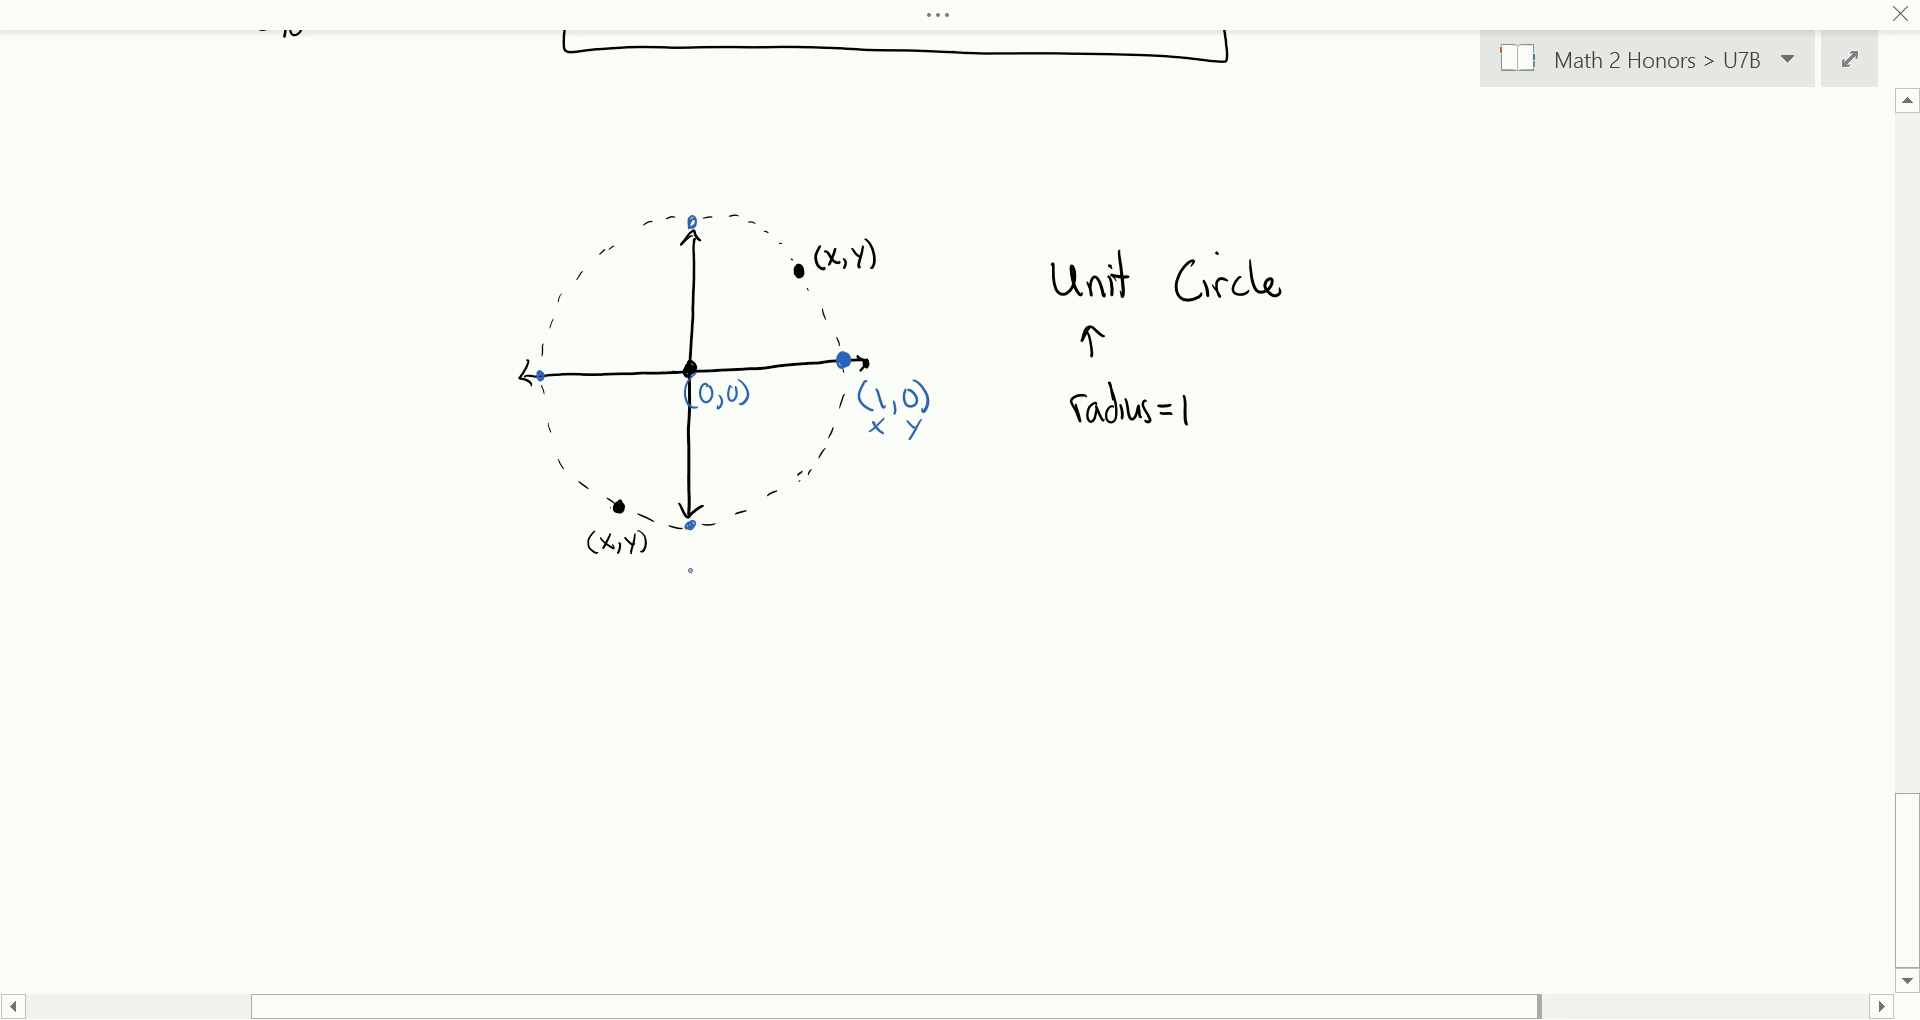 Math 2 Honors > U7B
(x,y)
Unit Circle
(0,0)
(1,0)
x y
radius=1
(x,y)